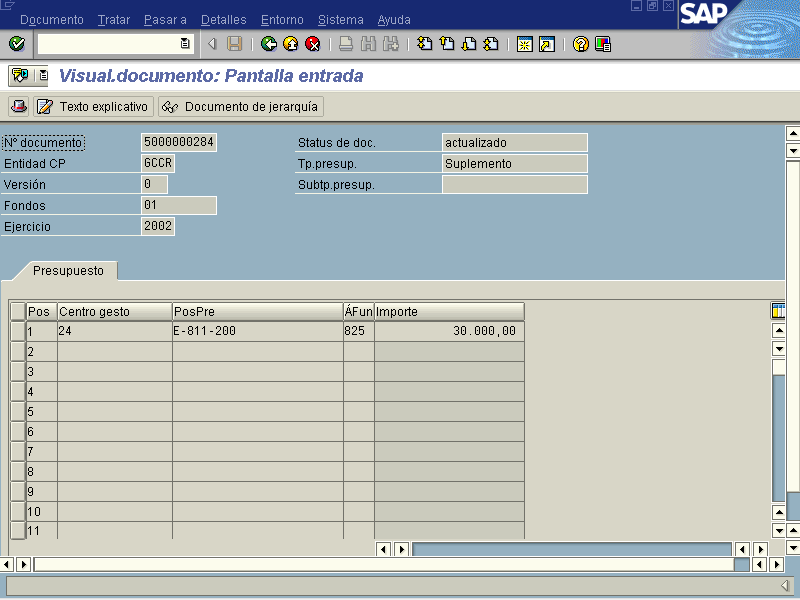 Documento Tratar Pasar a Detalles Entorno Sistema Ayuda
SAP
Visual.documento: Pantalla entrada
Texto explicativo Documento de jerarquía
Nº documento 5000000284 Status de doc. actualizado
Entidad CP GCCR Tp.presup. Suplemento
Versión 0 Subtp.presup.
Fondos 01
Ejercicio 2002
Presupuesto
Pos Centro gesto PosPre ÁFun Importe
1 24 E-811-200 825 30.000,00
2
3
4
5
6
7
8
9
10
11